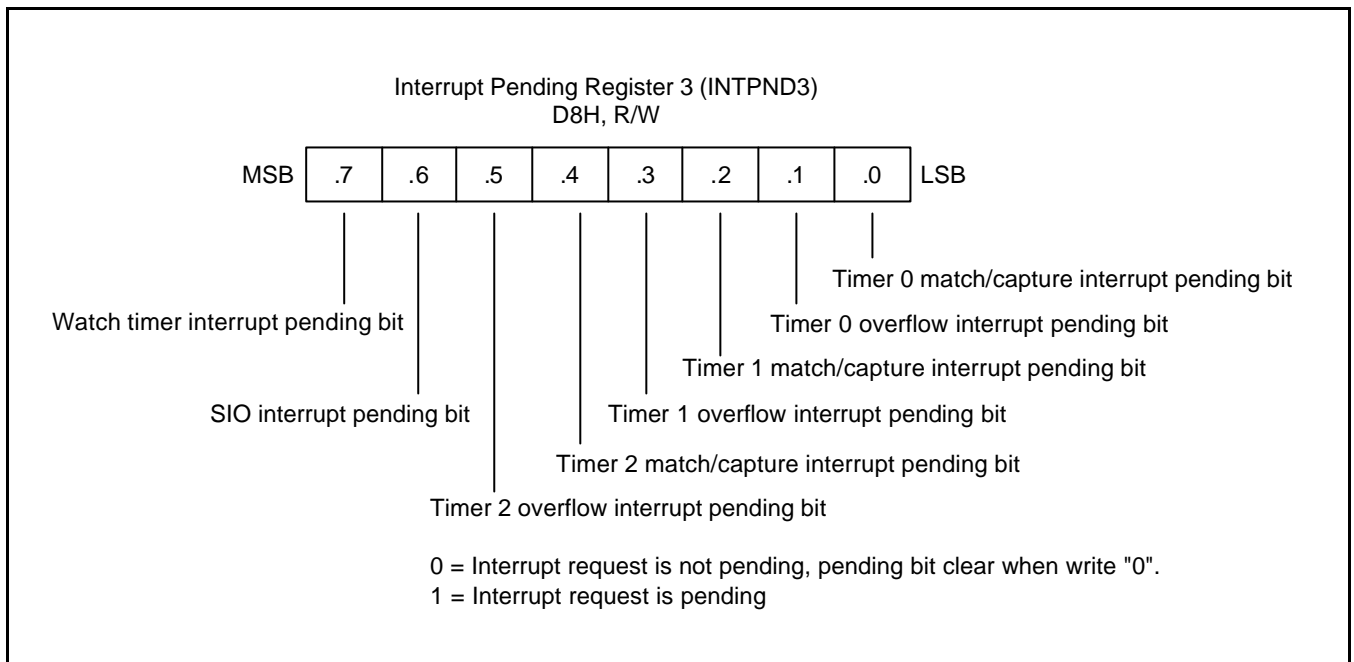 Interrupt Pending Register 3 (INTPND3)
D8H, R/W
MSB .7 .6 .5 .4 .3 .2 .1 .0 LSB
Timer 0 match/capture interrupt pending bit
Watch timer interrupt pending bit
Timer 0 overflow interrupt pending bit
Timer 1 match/capture interrupt pending bit
SIO interrupt pending bit
Timer 1 overflow interrupt pending bit
Timer 2 match/capture interrupt pending bit
Timer 2 overflow interrupt pending bit
0 = Interrupt request is not pending, pending bit clear when write "0".
1 = Interrupt request is pending